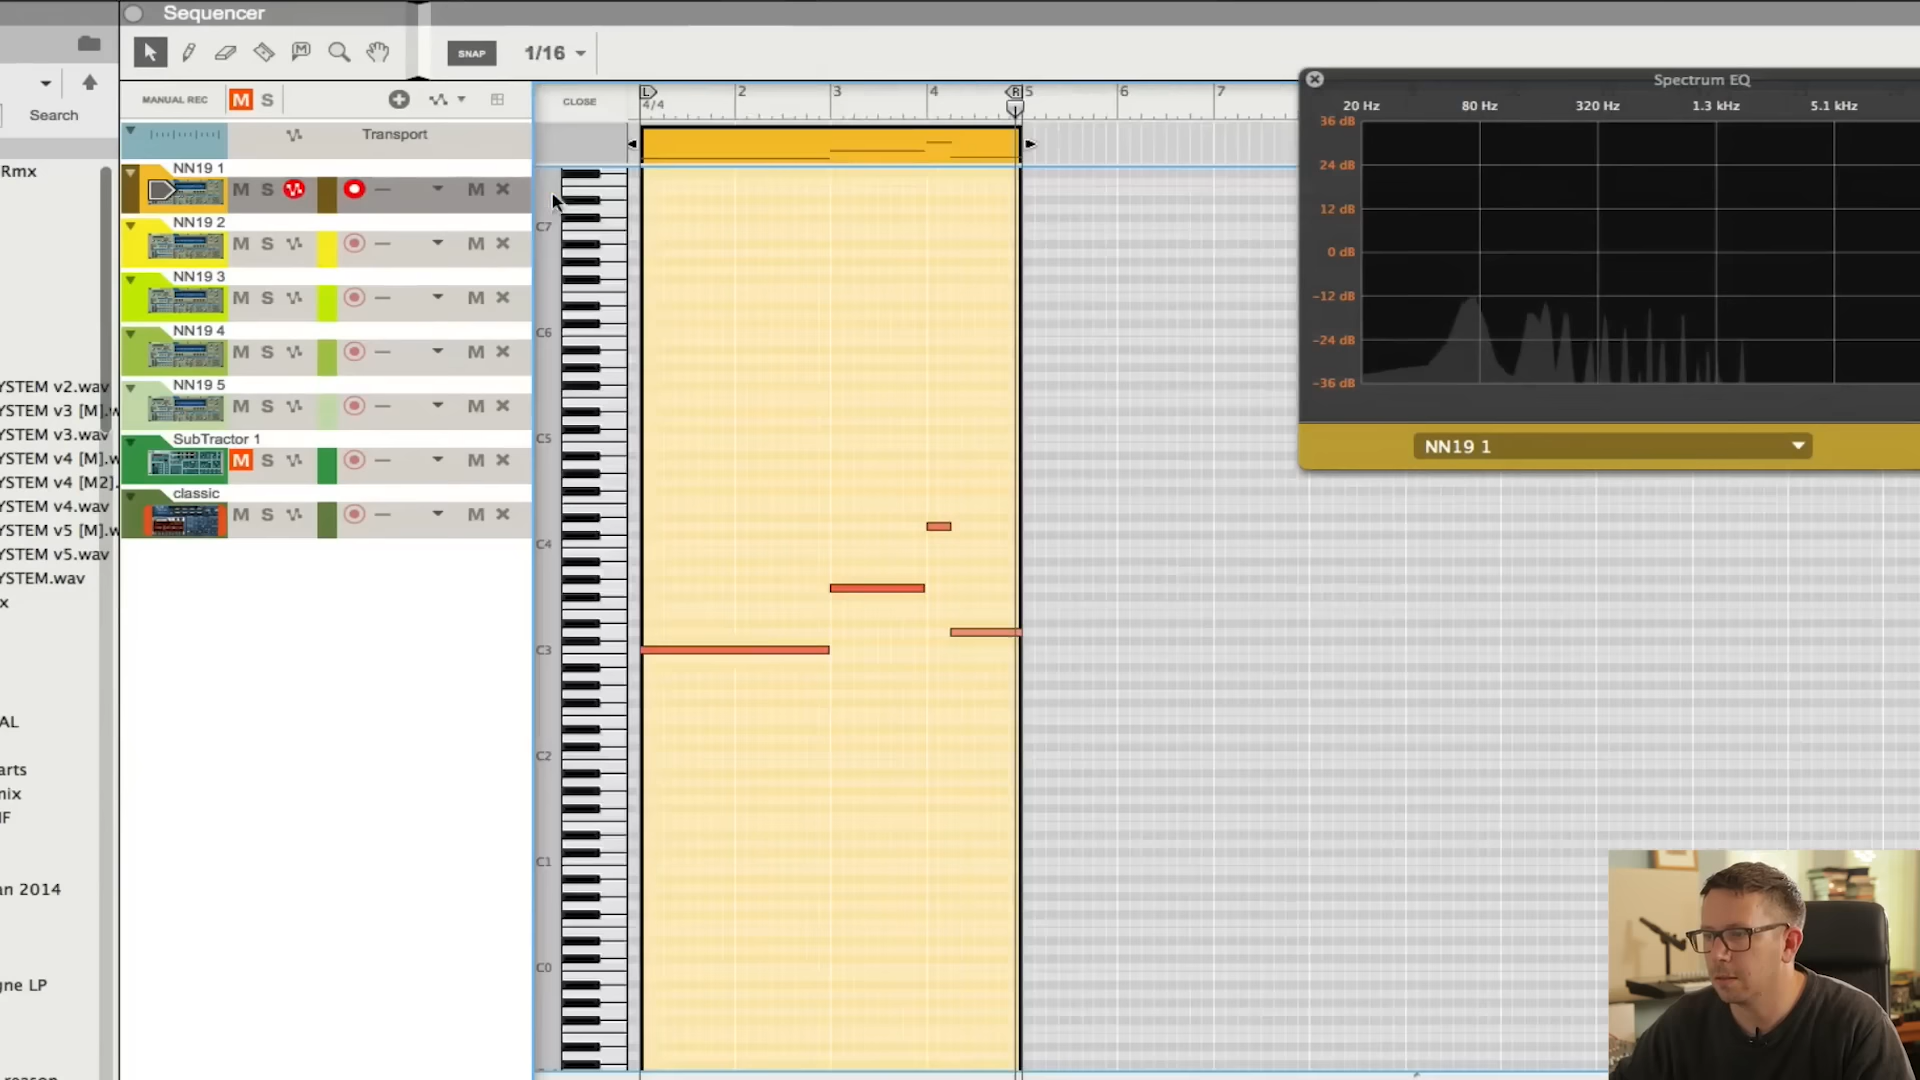 Sequencer
SNAP 1/16
MANUAL REC M S
CLOSE
L 2 3 4 R 5 6 7
4/4
Search
Transport
Rmx
NN19 1
M S M
NN19 2
M S M
NN19 3
M S M
NN19 4
M S M
NN19 5
M S M
SubTractor 1
M S M
classic
M S M
YSTEM v2.wav
YSTEM v3 [M].w
YSTEM v3.wav
YSTEM v4 [M].w
YSTEM v4 [M2].
YSTEM v4.wav
YSTEM v5 [M].w
YSTEM v5.wav
YSTEM.wav
x
AL
arts
mix
IF
an 2014
gne LP
C7
C6
C5
C4
C3
C2
C1
C0
Spectrum EQ
20 Hz 80 Hz 320 Hz 1.3 kHz 5.1 kHz
36 dB
24 dB
12 dB
0 dB
-12 dB
-24 dB
-36 dB
NN19 1